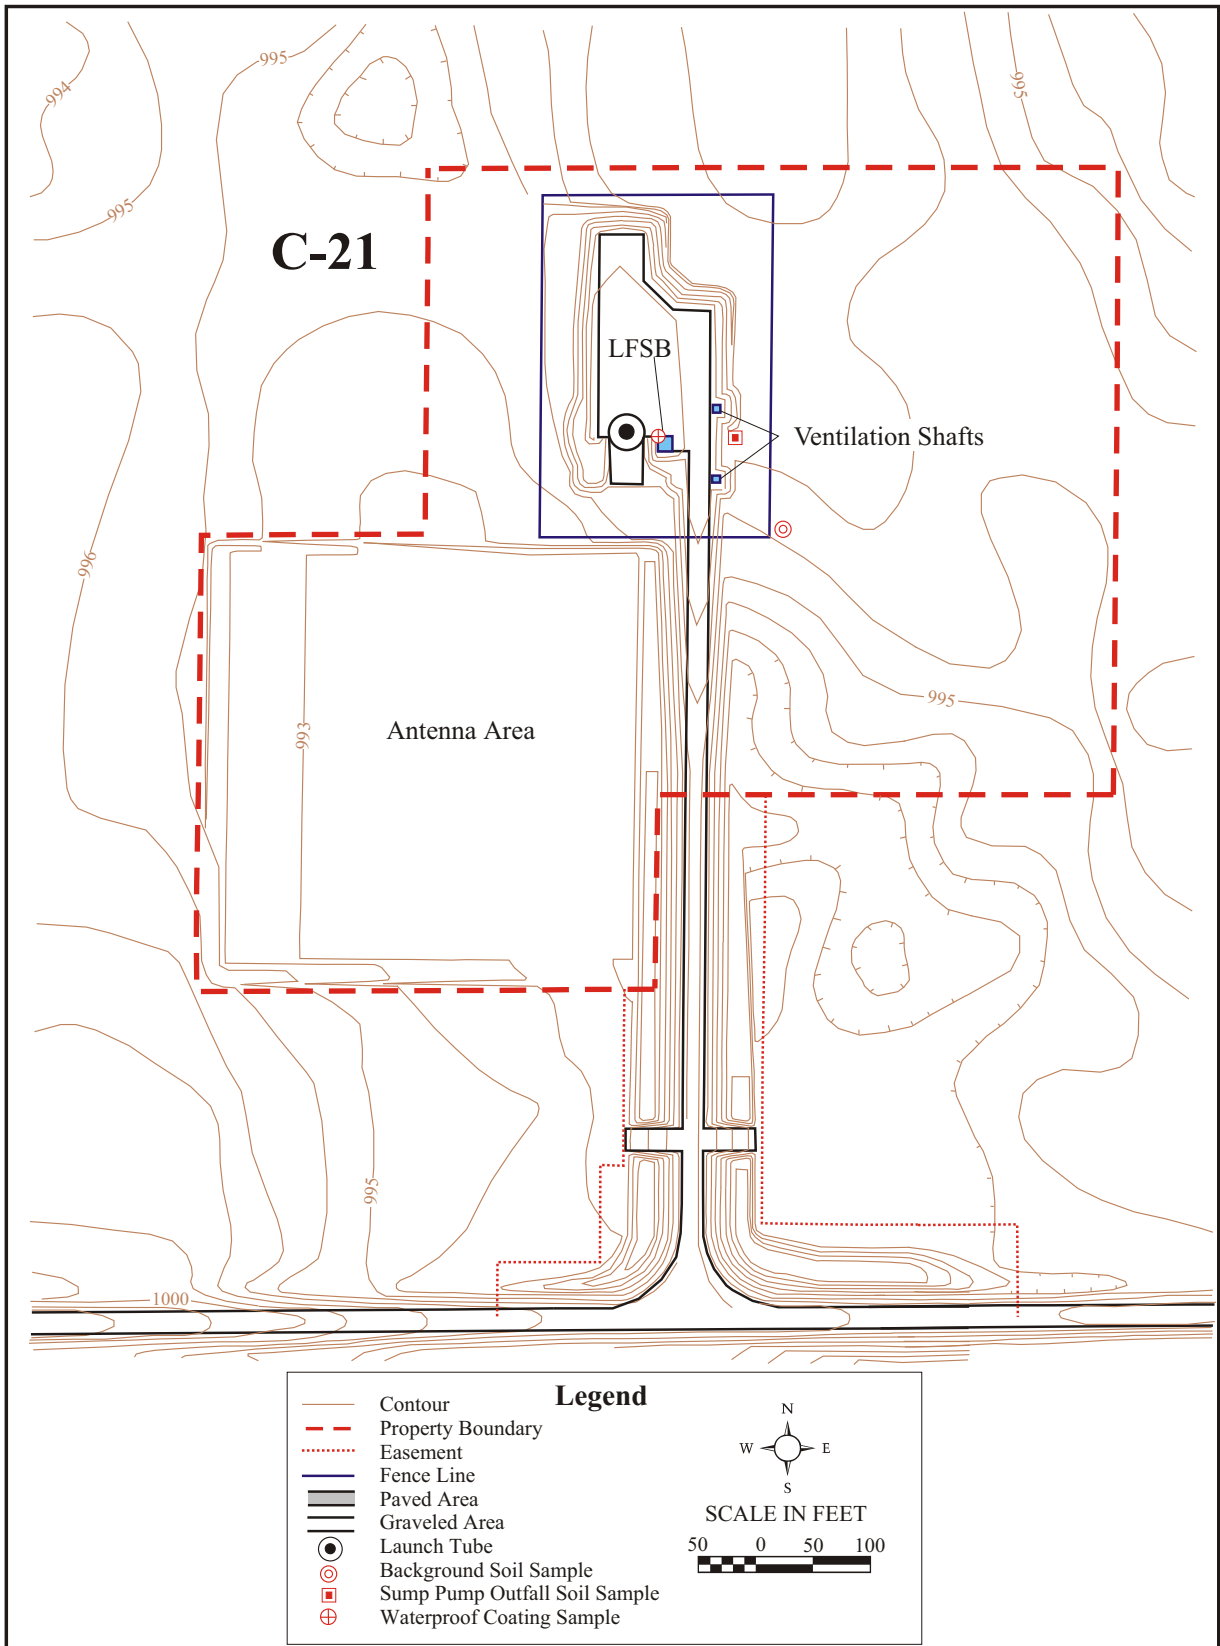 995
994
995
995
C-21
LFSB
Ventilation Shafts
996
995
993
Antenna Area
995
1000
Legend
Contour
Property Boundary
Easement
Fence Line
Paved Area
Graveled Area
Launch Tube
Background Soil Sample
Sump Pump Outfall Soil Sample
Waterproof Coating Sample
N
W E
S
SCALE IN FEET
50 0 50 100